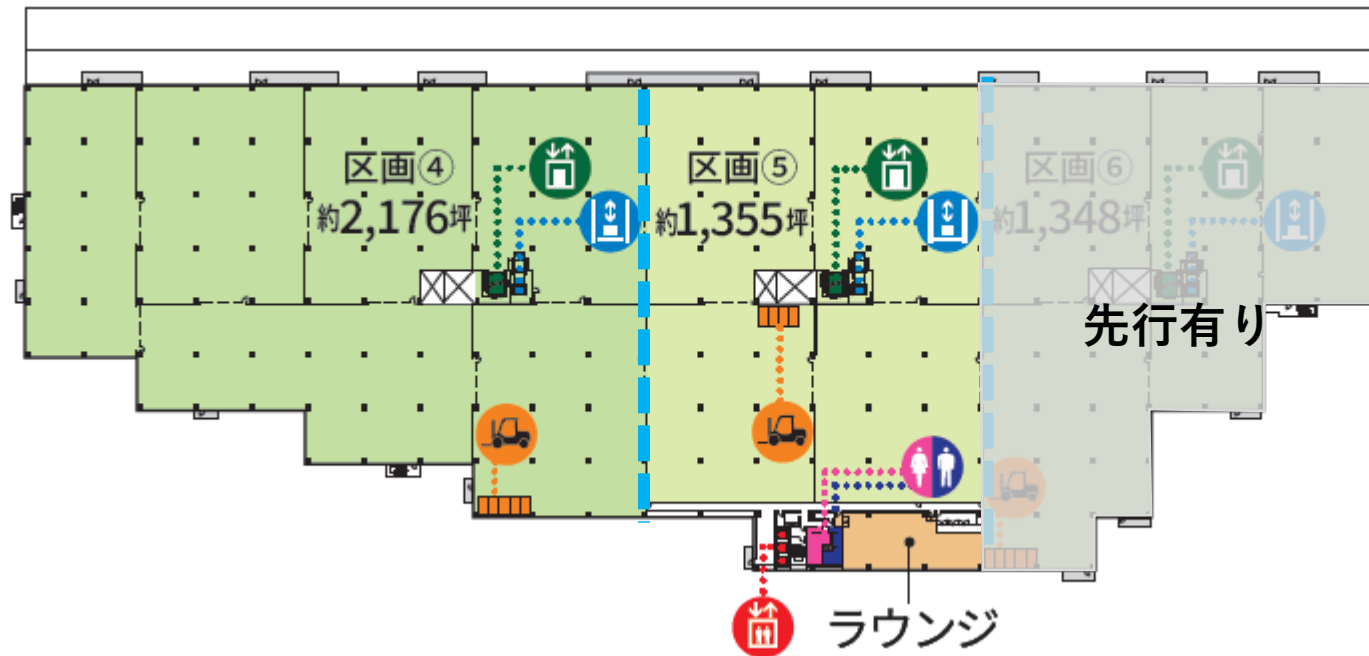 区画④
約2,176坪
区画⑤
約1,355坪
区画⑥
約1,348坪
先行有り
ラウンジ